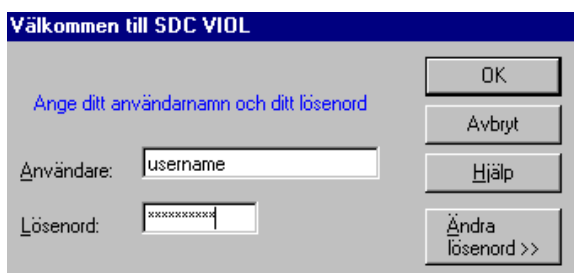 Välkommen till SDC VIOL
Ange ditt användarnamn och ditt lösenord
Användare:
username
Lösenord:
**********
OK
Avbryt
Hjälp
Ändra
lösenord >>